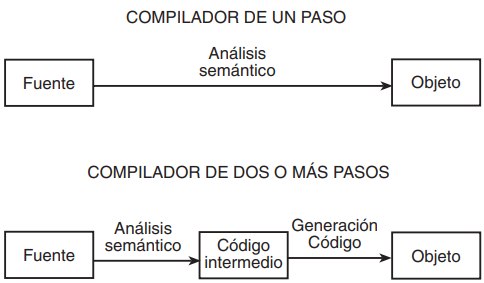 COMPILADOR DE UN PASO
Análisis
semántico
Fuente
Objeto
COMPILADOR DE DOS O MÁS PASOS
Análisis
semántico
Generación
Código
Fuente
Código
intermedio
Objeto